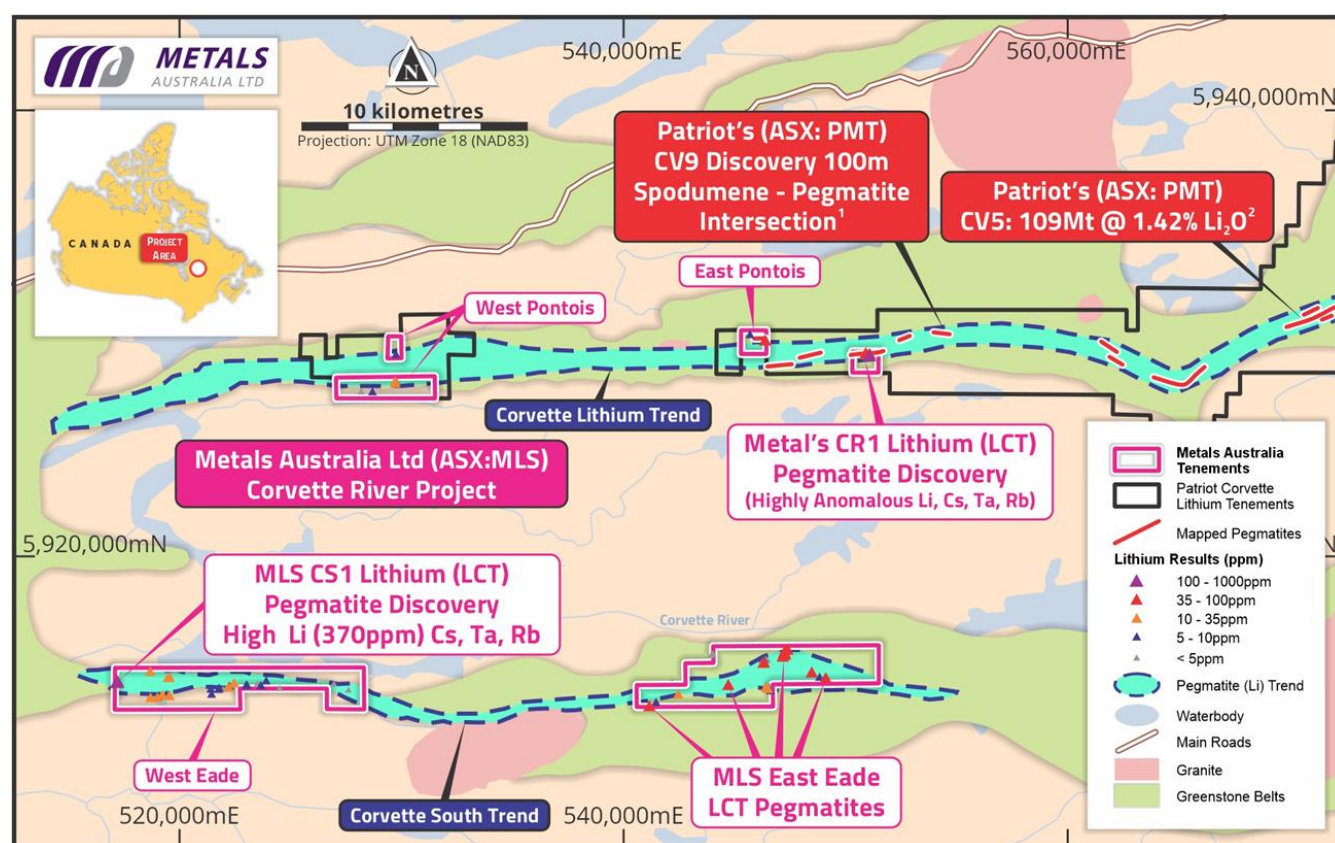 METALS
AUSTRALIA LTD
N
10 kilometres
Projection: UTM Zone 18 (NAD83)
540,000mE
560,000mE
5,940,000mN
CANADA
PROJECT
AREA
Patriot's (ASX: PMT)
CV9 Discovery 100m
Spodumene - Pegmatite
Intersection¹
Patriot's (ASX: PMT)
CV5: 109Mt @ 1.42% Li₂O²
East Pontois
West Pontois
Corvette Lithium Trend
Metals Australia Ltd (ASX:MLS)
Corvette River Project
Metal's CR1 Lithium (LCT)
Pegmatite Discovery
(Highly Anomalous Li, Cs, Ta, Rb)
5,920,000mN
N
MLS CS1 Lithium (LCT)
Pegmatite Discovery
High Li (370ppm) Cs, Ta, Rb
Corvette River
West Eade
MLS East Eade
LCT Pegmatites
Corvette South Trend
520,000mE
540,000mE
Metals Australia
Tenements
Patriot Corvette
Lithium Tenements
Mapped Pegmatites
Lithium Results (ppm)
100 - 1000ppm
35 - 100ppm
10 - 35ppm
5 - 10ppm
< 5ppm
Pegmatite (Li) Trend
Waterbody
Main Roads
Granite
Greenstone Belts